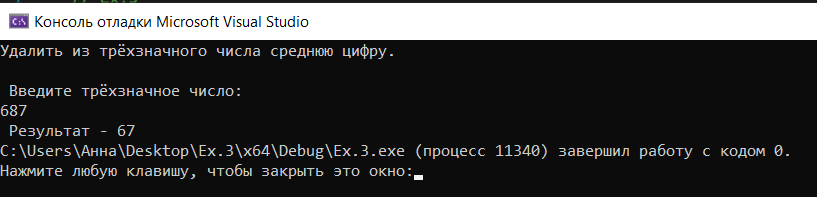 Консоль отладки Microsoft Visual Studio
Удалить из трёхзначного числа среднюю цифру.
Введите трёхзначное число:
687
Результат - 67
C:\Users\Анна\Desktop\Ex.3\x64\Debug\Ex.3.exe (процесс 11340) завершил работу с кодом 0.
Нажмите любую клавишу, чтобы закрыть это окно: